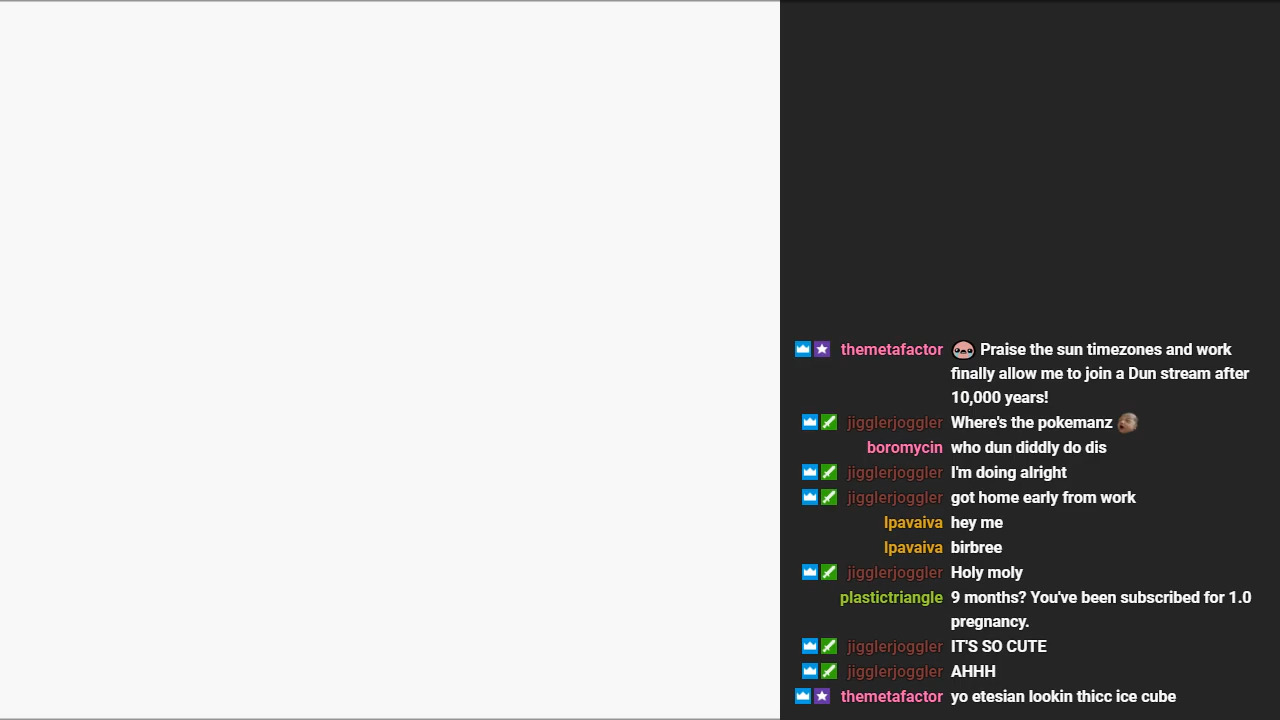 themetafactor Praise the sun timezones and work
finally allow me to join a Dun stream after
10,000 years!
jigglerjoggler Where's the pokemanz
boromycin who dun diddly do dis
jigglerjoggler I'm doing alright
jigglerjoggler got home early from work
lpavaiva hey me
lpavaiva birbree
jigglerjoggler Holy moly
plastictriangle 9 months? You've been subscribed for 1.0
pregnancy.
jigglerjoggler IT'S SO CUTE
jigglerjoggler AHHH
themetafactor yo etesian lookin thicc ice cube